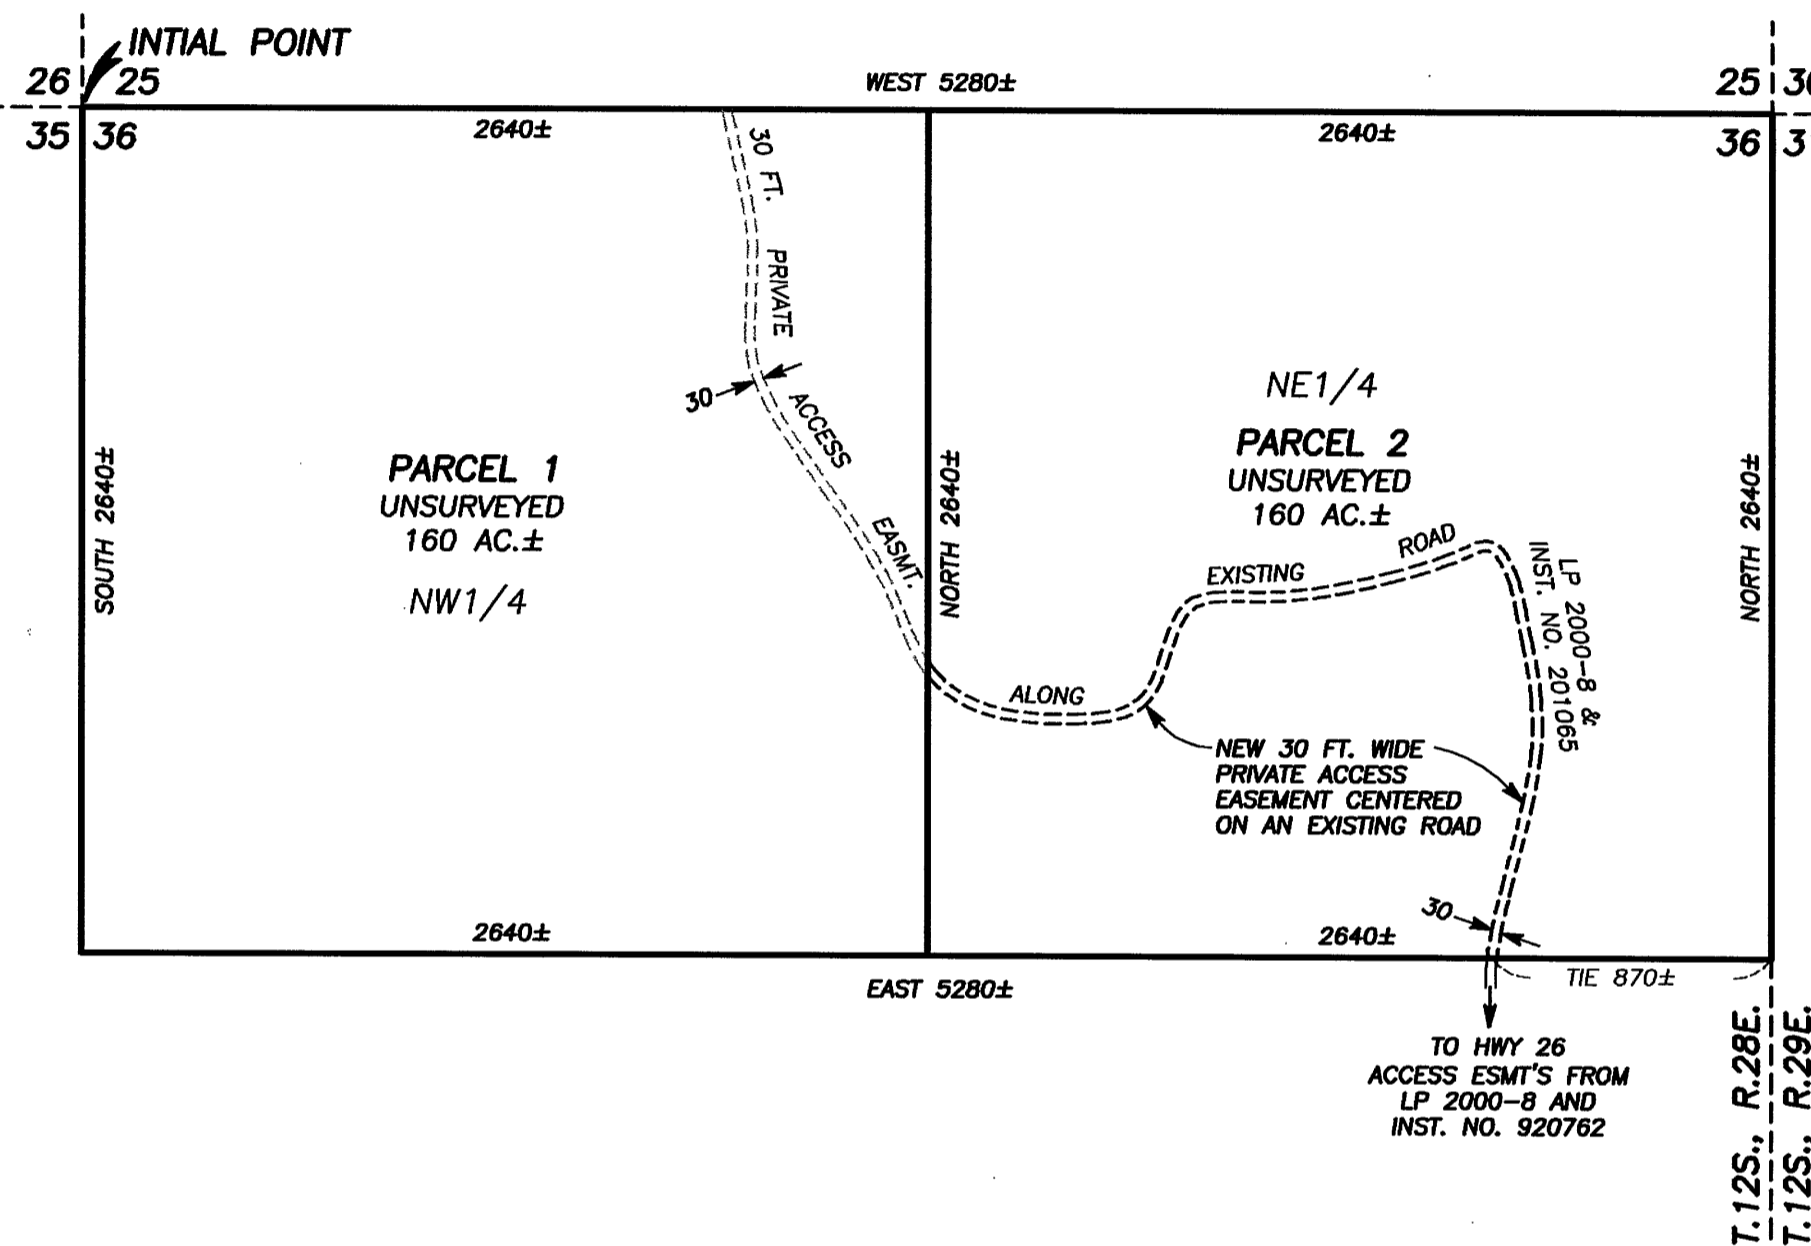 INTIAL POINT
26 25
WEST 5280±
25
35 36
2640±
2640±
36
30 FT. PRIVATE ACCESS EASMT.
30
SOUTH 2640±
PARCEL 1
UNSURVEYED
160 AC.±
NW1/4
NORTH 2640±
NE1/4
PARCEL 2
UNSURVEYED
160 AC.±
NORTH 2640±
ALONG EXISTING ROAD
LP 2000-8 &
INST. NO. 201065
NEW 30 FT. WIDE
PRIVATE ACCESS
EASEMENT CENTERED
ON AN EXISTING ROAD
30
2640±
2640±
EAST 5280±
TIE 870±
TO HWY 26
ACCESS ESMT'S FROM
LP 2000-8 AND
INST. NO. 920762
T.12S., R.28E.
T.12S., R.29E.